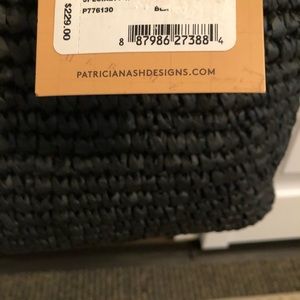 $229.00
P776130
8 87986 27388 4
PATRICIANASHDESIGNS.COM